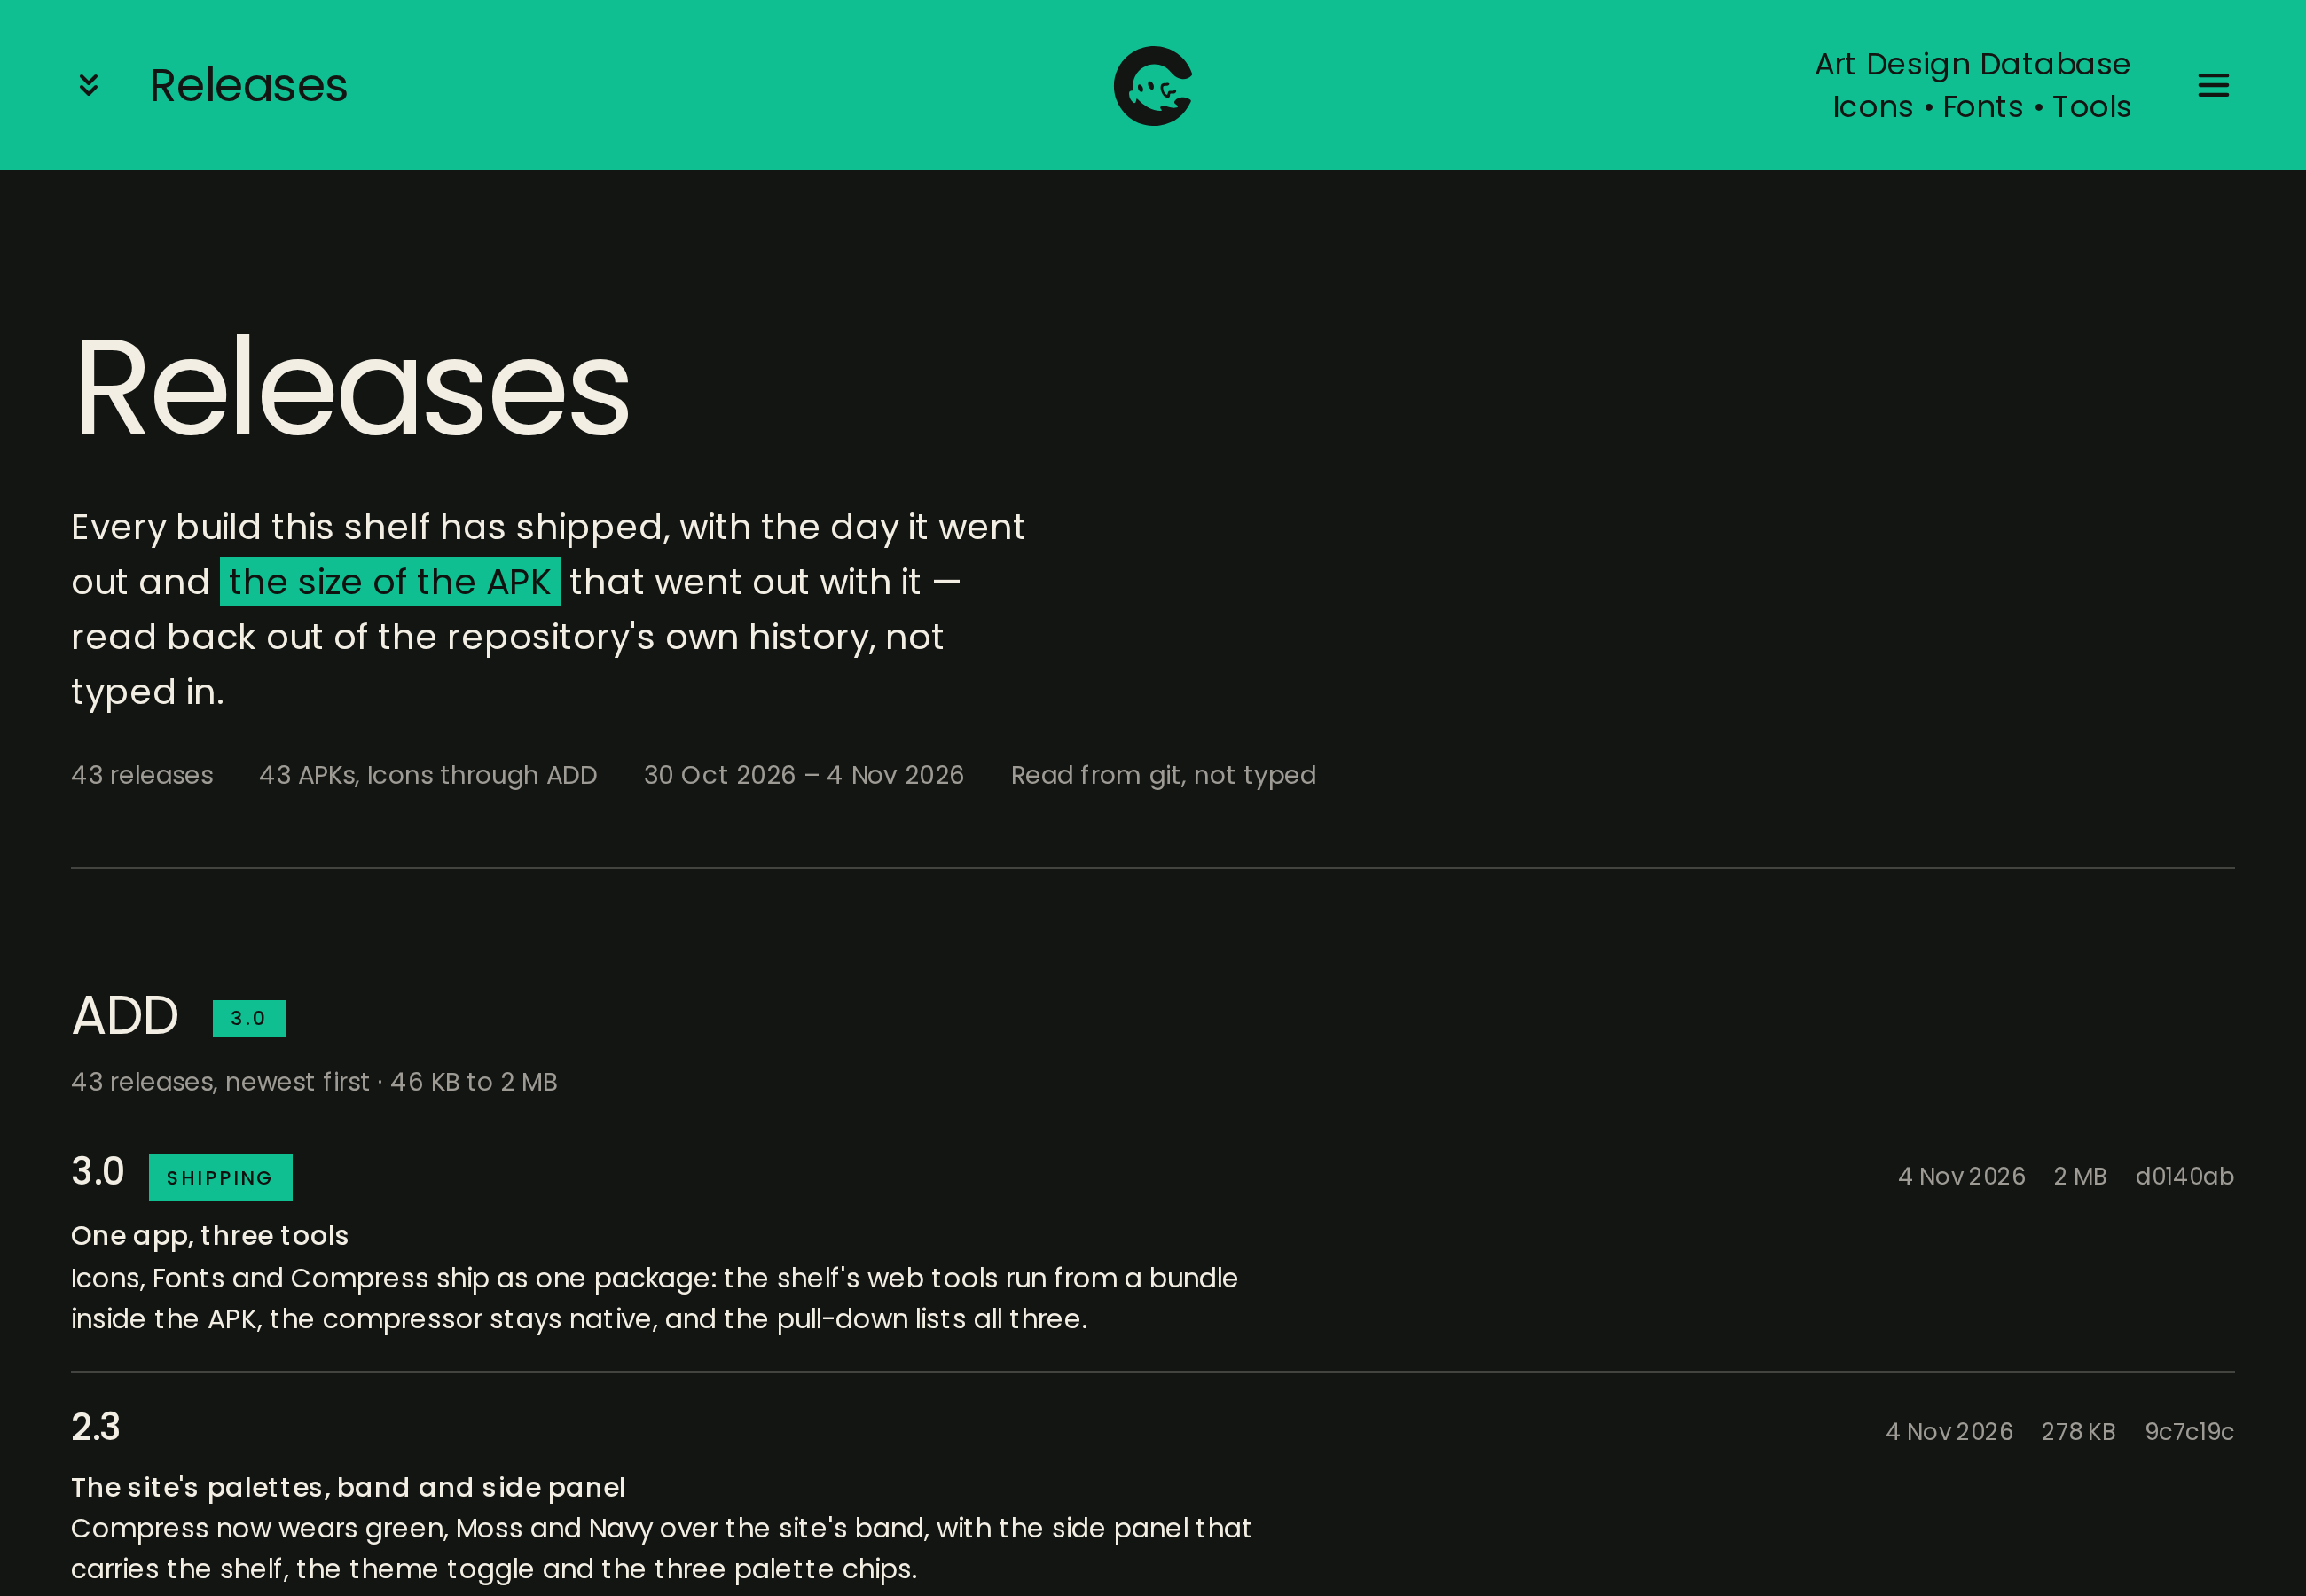 Releases
Art Design Database
Icons • Fonts • Tools
Releases
Every build this shelf has shipped, with the day it went
out and the size of the APK that went out with it —
read back out of the repository's own history, not
typed in.
43 releases 43 APKs, Icons through ADD 30 Oct 2026 – 4 Nov 2026 Read from git, not typed
ADD 3.0
43 releases, newest first · 46 KB to 2 MB
3.0 SHIPPING 4 Nov 2026 2 MB d0140ab
One app, three tools
Icons, Fonts and Compress ship as one package: the shelf's web tools run from a bundle
inside the APK, the compressor stays native, and the pull-down lists all three.
2.3 4 Nov 2026 278 KB 9c7c19c
The site's palettes, band and side panel
Compress now wears green, Moss and Navy over the site's band, with the side panel that
carries the shelf, the theme toggle and the three palette chips.